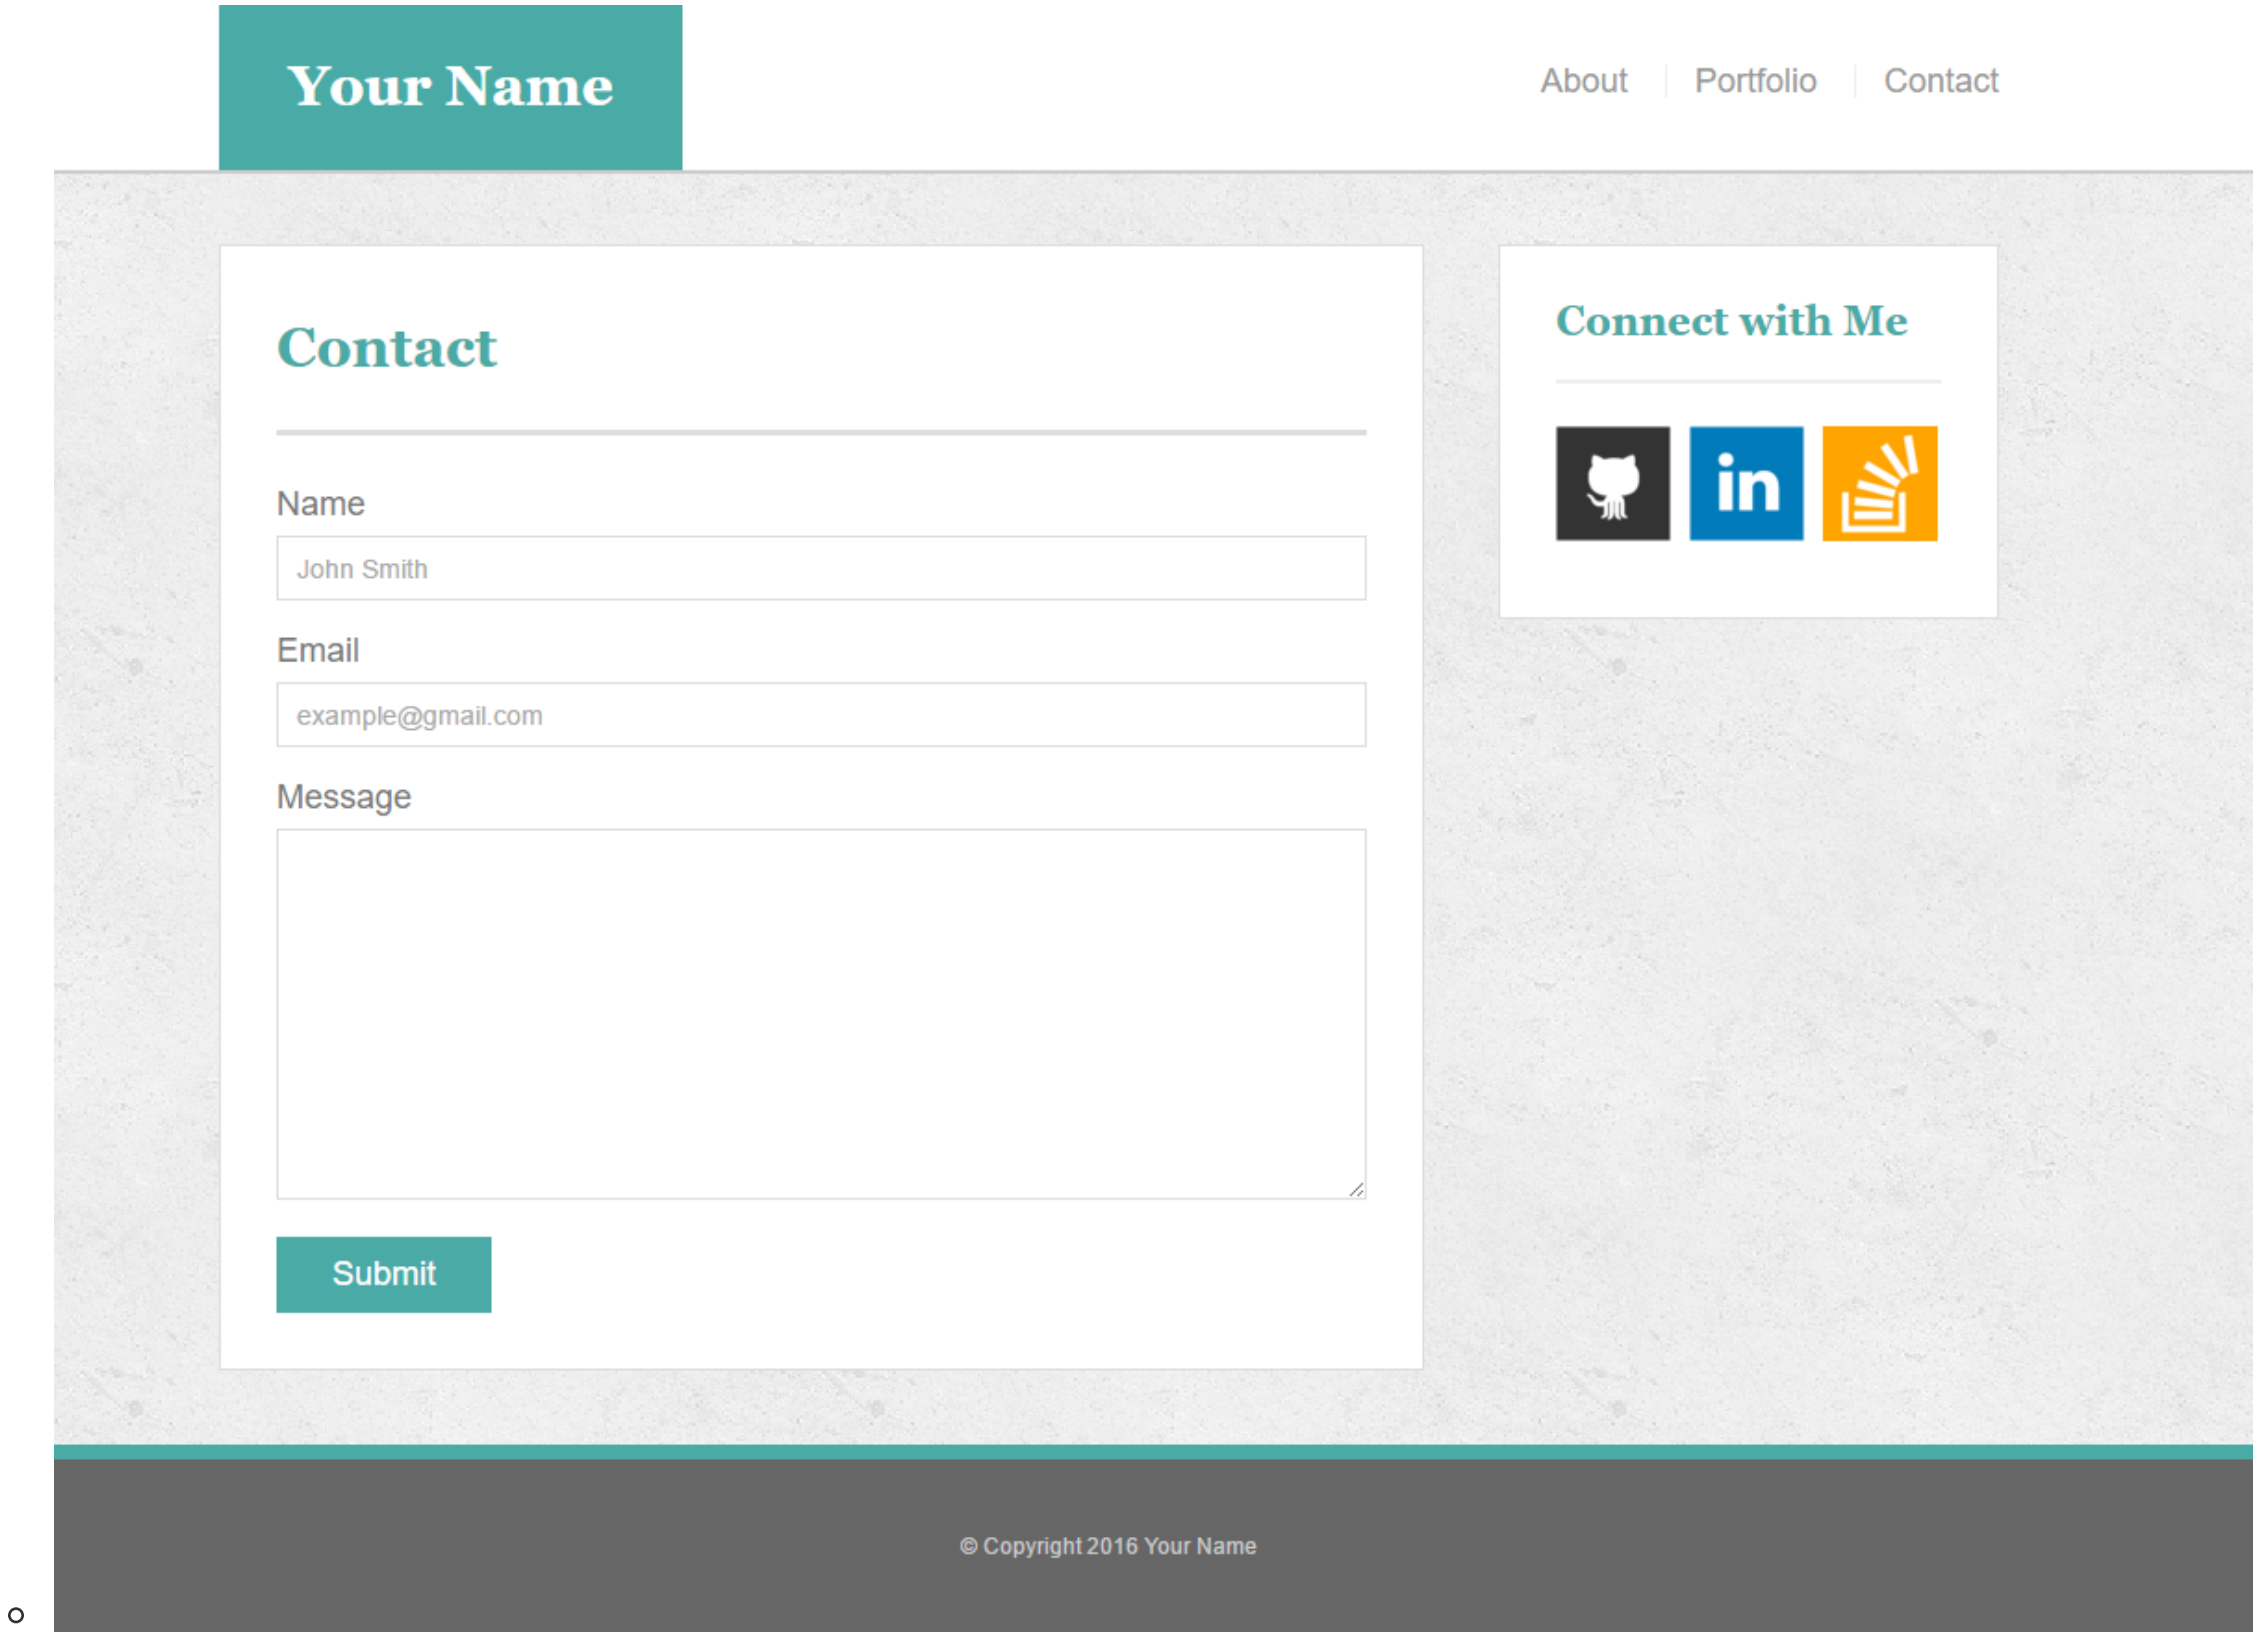 Your Name
About Portfolio Contact
Contact
Name
John Smith
Email
example@gmail.com
Message
Submit
Connect with Me
in
© Copyright 2016 Your Name